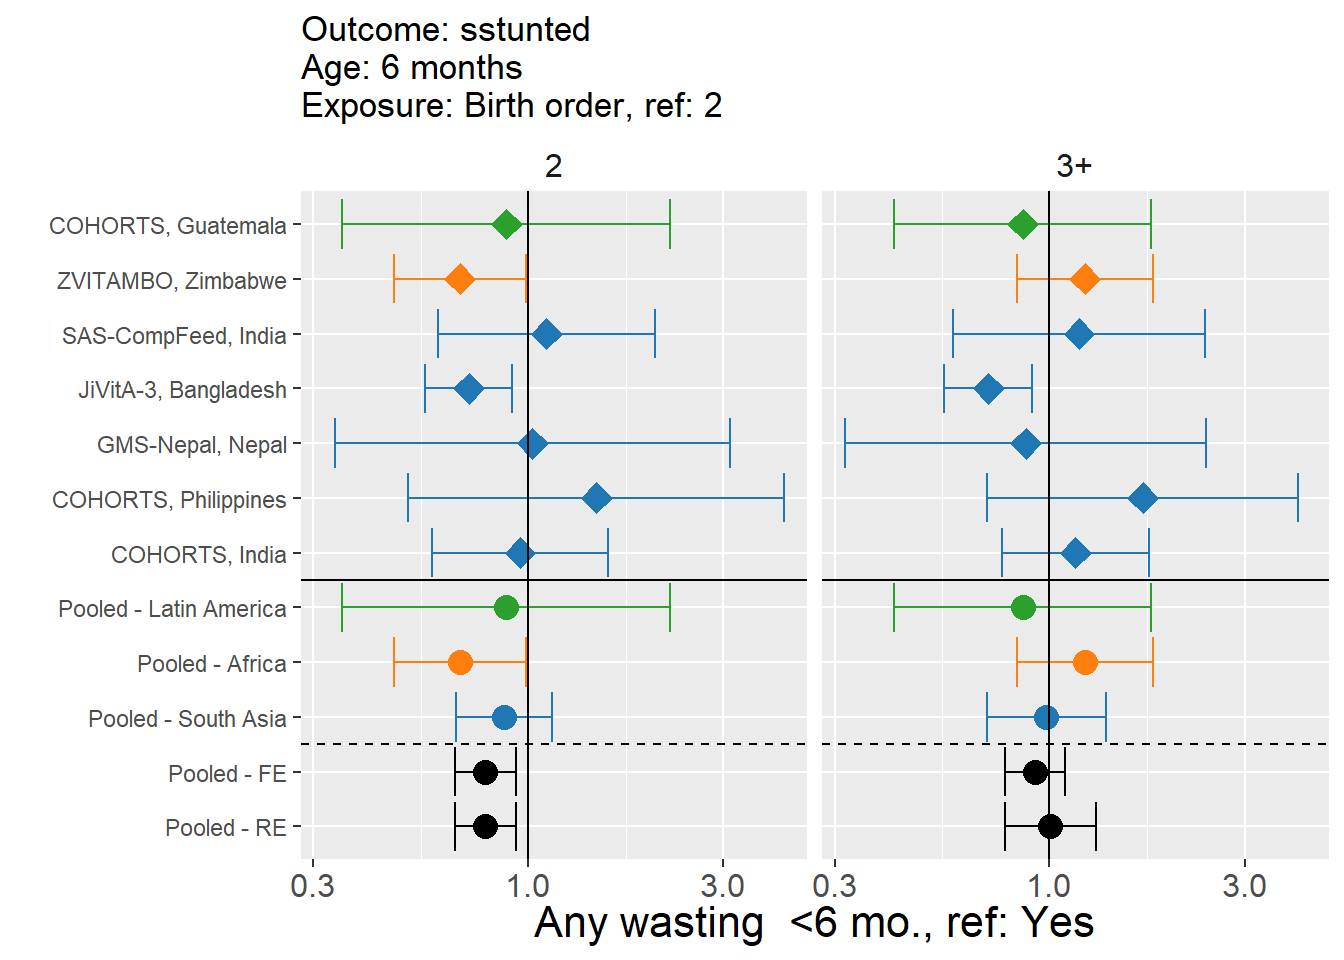 Outcome: sstunted
Age: 6 months
Exposure: Birth order, ref: 2
2
3+
COHORTS, Guatemala
ZVITAMBO, Zimbabwe
SAS-CompFeed, India
JiVitA-3, Bangladesh
GMS-Nepal, Nepal
COHORTS, Philippines
COHORTS, India
Pooled - Latin America
Pooled - Africa
Pooled - South Asia
Pooled - FE
Pooled - RE
0.3 1.0 3.0 0.3 1.0 3.0
Any wasting  <6 mo., ref: Yes